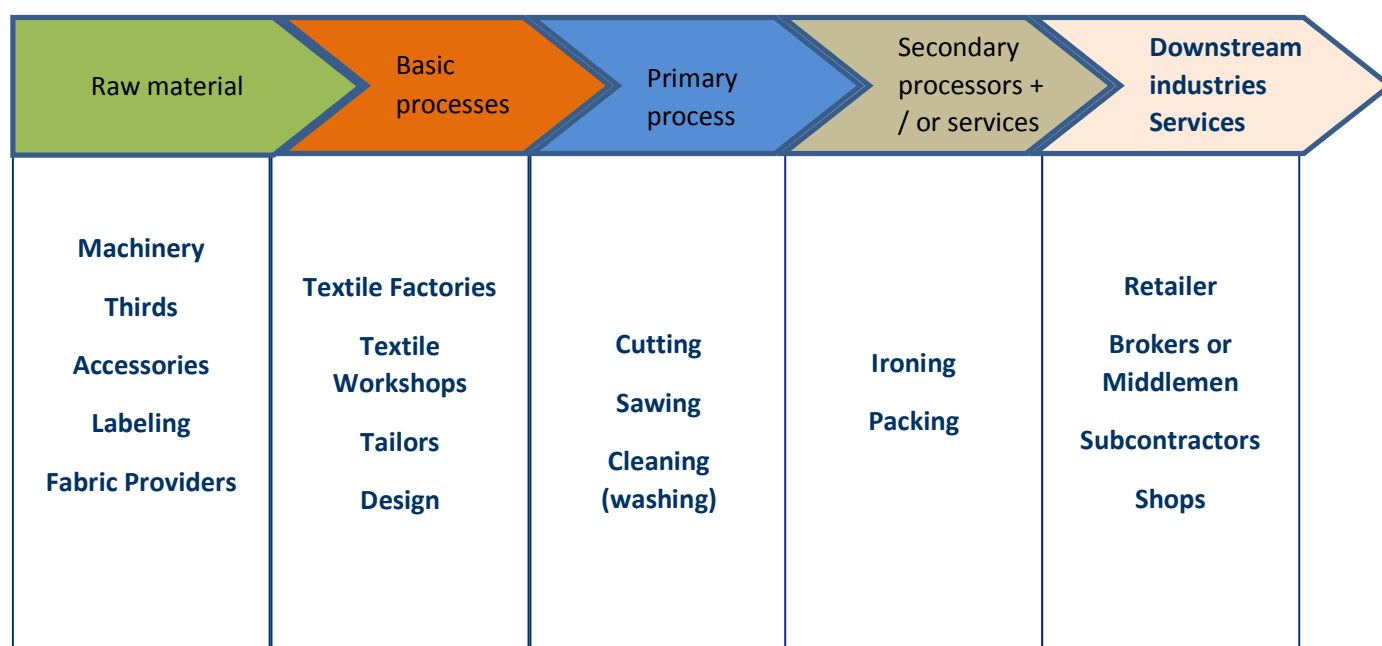 Raw material
Basic
processes
Primary
process
Secondary
processors +
/ or services
Downstream
industries
Services
Machinery
Thirds
Accessories
Labeling
Fabric Providers
Textile Factories
Textile
Workshops
Tailors
Design
Cutting
Sawing
Cleaning
(washing)
Ironing
Packing
Retailer
Brokers or
Middlemen
Subcontractors
Shops